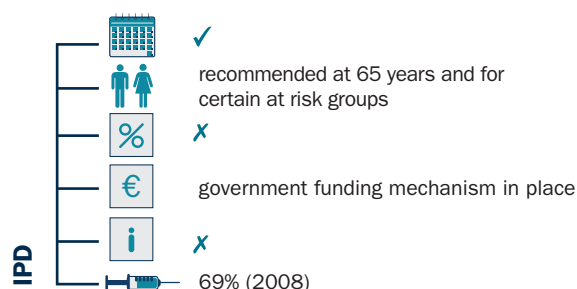 ✓
recommended at 65 years and for
certain at risk groups
% ✗
€ government funding mechanism in place
i ✗
IPD
69% (2008)